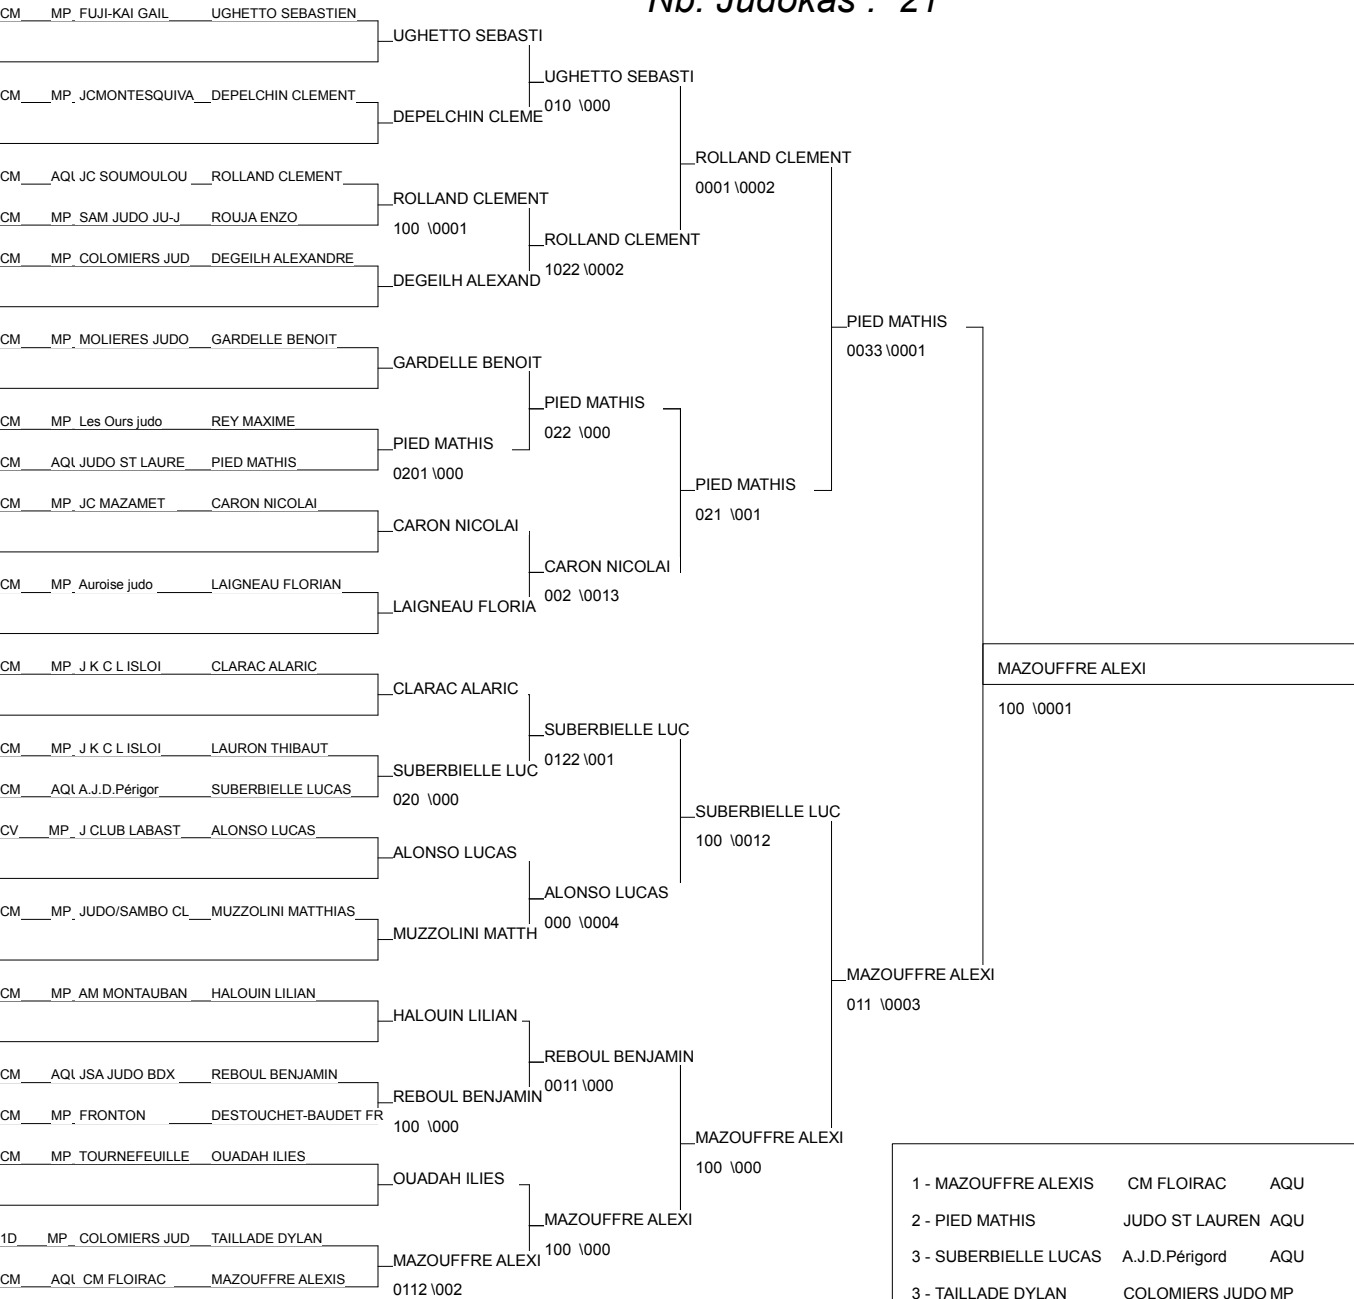 Nb. Judokas : 21
CM MP FUJI-KAI GAIL UGHETTO SEBASTIEN
UGHETTO SEBASTI
UGHETTO SEBASTI
010 \000
CM MP JCMONTESQUIVA DEPELCHIN CLEMENT
DEPELCHIN CLEME
ROLLAND CLEMENT
0001 \0002
CM AQU JC SOUMOULOU ROLLAND CLEMENT
ROLLAND CLEMENT
100 \0001
CM MP SAM JUDO JU-J ROUJA ENZO
ROLLAND CLEMENT
1022 \0002
CM MP COLOMIERS JUD DEGEILH ALEXANDRE
DEGEILH ALEXAND
PIED MATHIS
0033 \0001
CM MP MOLIERES JUDO GARDELLE BENOIT
GARDELLE BENOIT
PIED MATHIS
022 \000
CM MP Les Ours judo REY MAXIME
PIED MATHIS
0201 \000
CM AQU JUDO ST LAURE PIED MATHIS
PIED MATHIS
021 \001
CM MP JC MAZAMET CARON NICOLAI
CARON NICOLAI
CARON NICOLAI
002 \0013
CM MP Auroise judo LAIGNEAU FLORIAN
LAIGNEAU FLORIA
CM MP J K C L ISLOI CLARAC ALARIC
MAZOUFFRE ALEXI
100 \0001
CLARAC ALARIC
SUBERBIELLE LUC
0122 \001
CM MP J K C L ISLOI LAURON THIBAUT
SUBERBIELLE LUC
020 \000
CM AQU A.J.D.Périgor SUBERBIELLE LUCAS
SUBERBIELLE LUC
100 \0012
CV MP J CLUB LABAST ALONSO LUCAS
ALONSO LUCAS
ALONSO LUCAS
000 \0004
CM MP JUDO/SAMBO CL MUZZOLINI MATTHIAS
MUZZOLINI MATTH
MAZOUFFRE ALEXI
011 \0003
CM MP AM MONTAUBAN HALOUIN LILIAN
HALOUIN LILIAN
REBOUL BENJAMIN
0011 \000
CM AQU JSA JUDO BDX REBOUL BENJAMIN
REBOUL BENJAMIN
100 \000
CM MP FRONTON DESTOUCHET-BAUDET FR
MAZOUFFRE ALEXI
100 \000
CM MP TOURNEFEUILLE OUADAH ILIES
OUADAH ILIES
MAZOUFFRE ALEXI
100 \000
1D MP COLOMIERS JUD TAILLADE DYLAN
MAZOUFFRE ALEXI
0112 \002
CM AQU CM FLOIRAC MAZOUFFRE ALEXIS
1 - MAZOUFFRE ALEXIS CM FLOIRAC AQU
2 - PIED MATHIS JUDO ST LAUREN AQU
3 - SUBERBIELLE LUCAS A.J.D.Périgord AQU
3 - TAILLADE DYLAN COLOMIERS JUDO MP